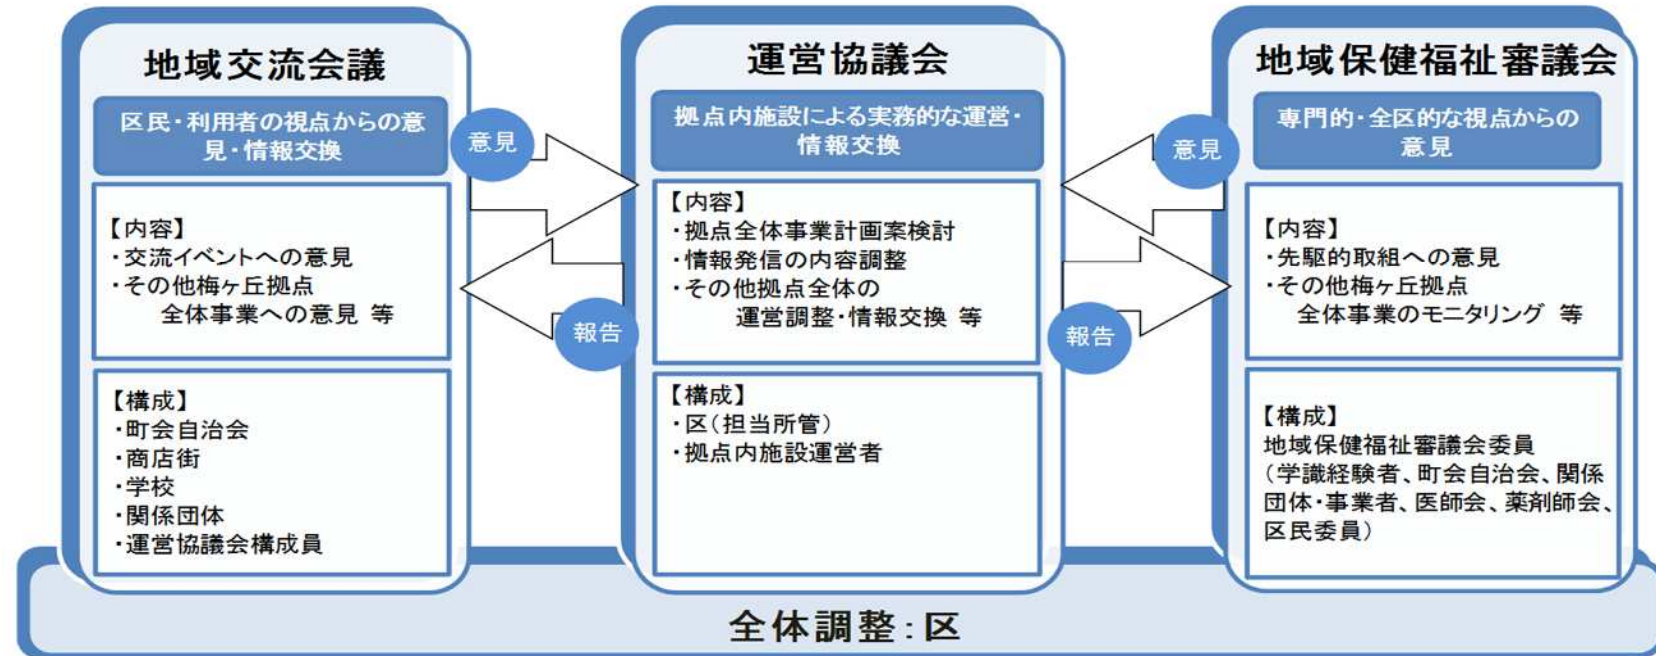 地域交流会議
区民・利用者の視点からの意
見・情報交換
【内容】
・交流イベントへの意見
・その他梅ヶ丘拠点
全体事業への意見 等
【構成】
・町会自治会
・商店街
・学校
・関係団体
・運営協議会構成員
意見
報告
運営協議会
拠点内施設による実務的な運営・
情報交換
【内容】
・拠点全体事業計画案検討
・情報発信の内容調整
・その他拠点全体の
運営調整・情報交換 等
【構成】
・区(担当所管)
・拠点内施設運営者
意見
報告
地域保健福祉審議会
専門的・全区的な視点からの
意見
【内容】
・先駆的取組への意見
・その他梅ヶ丘拠点
全体事業のモニタリング 等
【構成】
地域保健福祉審議会委員
(学識経験者、町会自治会、関係
団体・事業者、医師会、薬剤師会、
区民委員)
全体調整:区